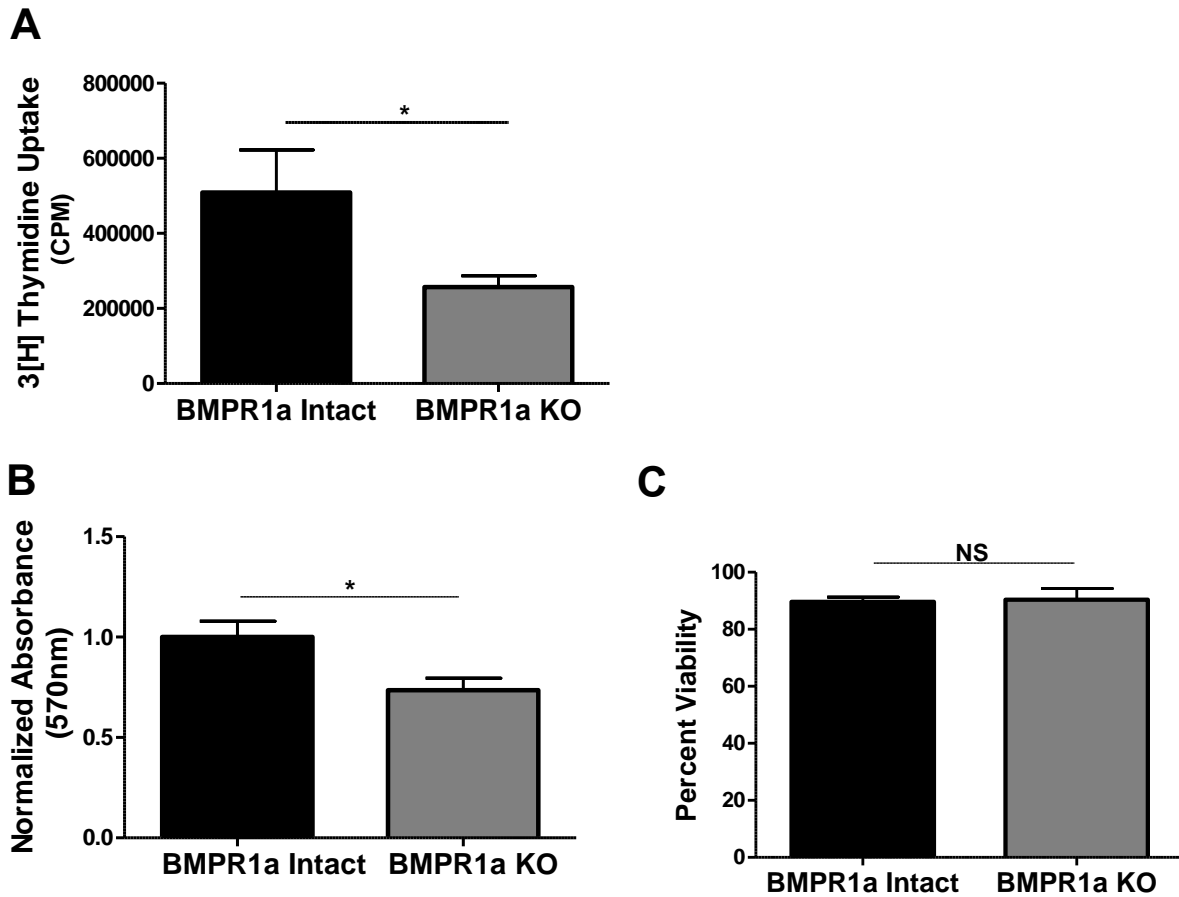 A
3[H] Thymidine Uptake
(CPM)
800000
600000
400000
200000
0
*
BMPR1a Intact
BMPR1a KO
B
Normalized Absorbance
(570nm)
1.5
1.0
0.5
0.0
*
BMPR1a Intact
BMPR1a KO
C
Percent Viability
100
80
60
40
20
0
NS
BMPR1a Intact
BMPR1a KO